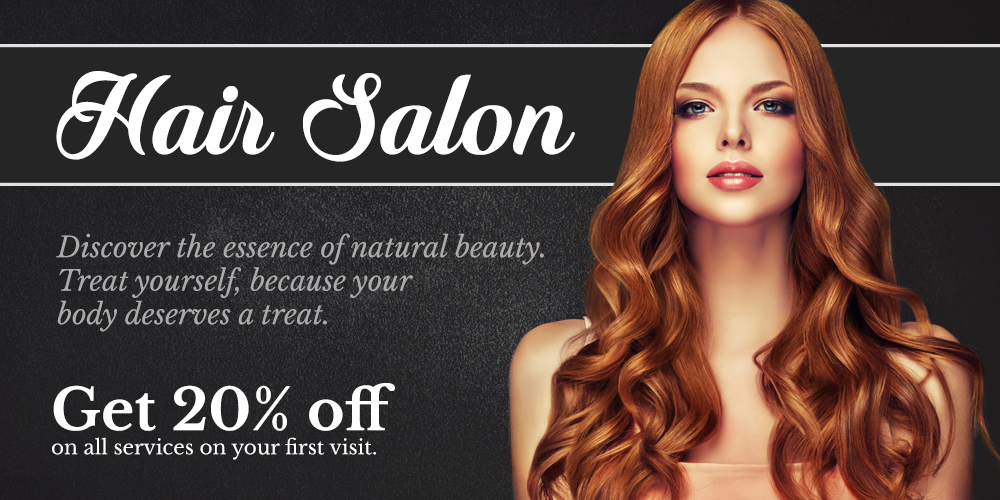 Hair Salon
Discover the essence of natural beauty.
Treat yourself, because your
body deserves a treat.
Get 20% off
on all services on your first visit.